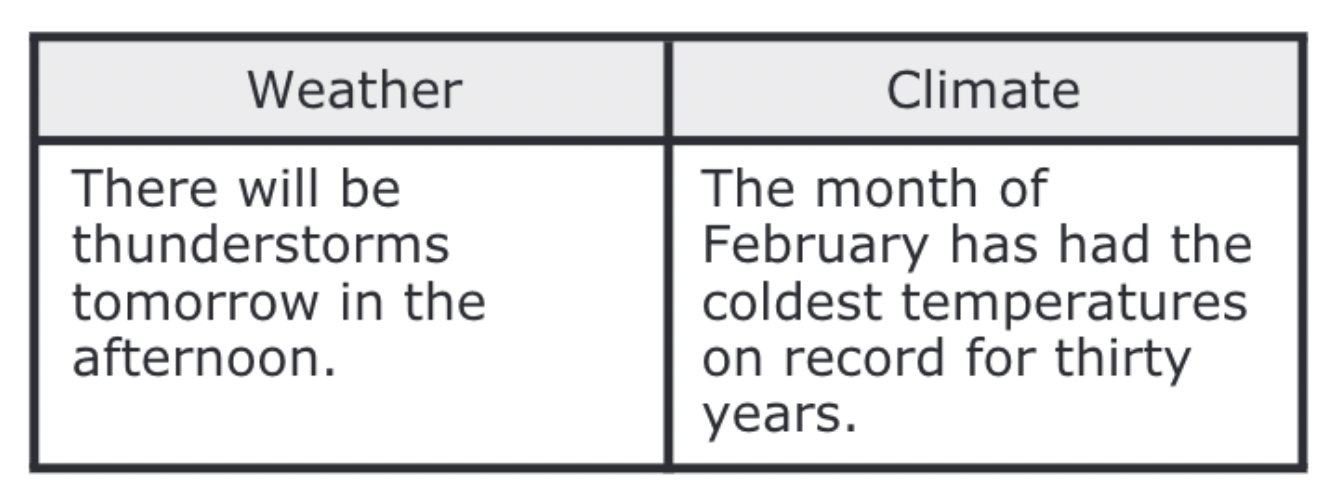 Weather
Climate
There will be
thunderstorms
tomorrow in the
afternoon.
The month of
February has had the
coldest temperatures
on record for thirty
years.